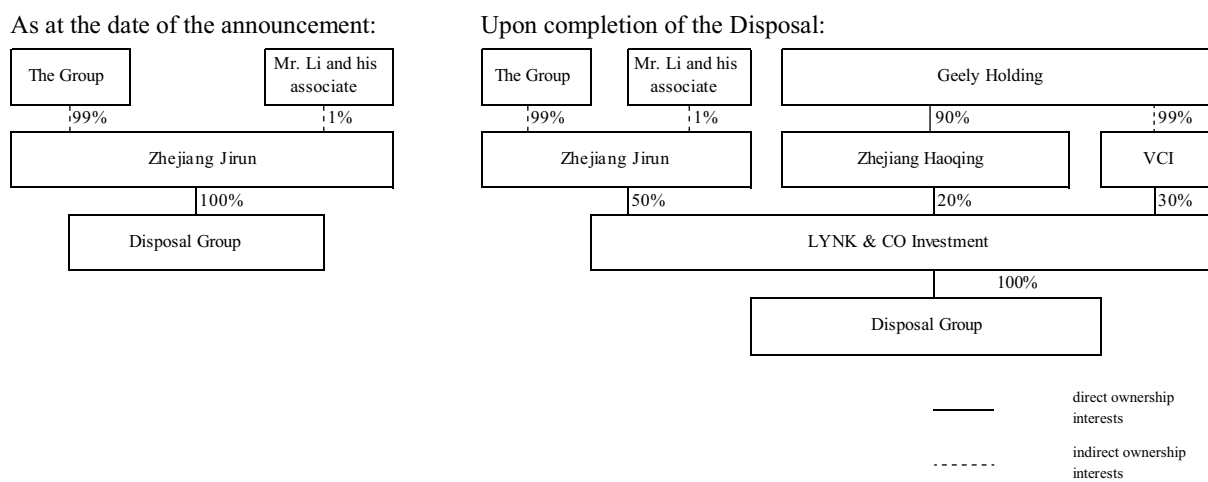 As at the date of the announcement:
Upon completion of the Disposal:
The Group
Mr. Li and his
associate
99%
1%
Zhejiang Jirun
100%
Disposal Group
The Group
Mr. Li and his
associate
Geely Holding
99%
1%
90%
99%
Zhejiang Jirun
Zhejiang Haoqing
VCI
50%
20%
30%
LYNK & CO Investment
100%
Disposal Group
direct ownership
interests
indirect ownership
interests